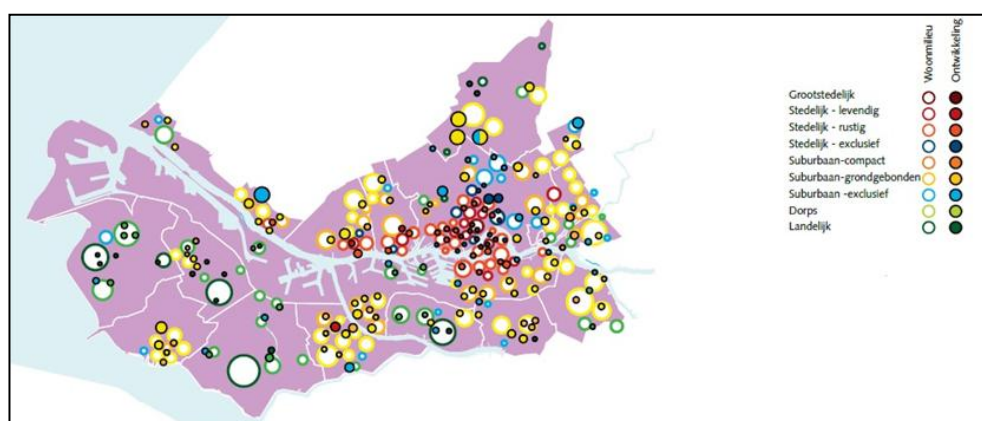 Woonmilieu
Ontwikkeling
Grootstedelijk
Stedelijk - levendig
Stedelijk - rustig
Stedelijk - exclusief
Suburbaan-compact
Suburbaan-grondgebonden
Suburbaan -exclusief
Dorps
Landelijk